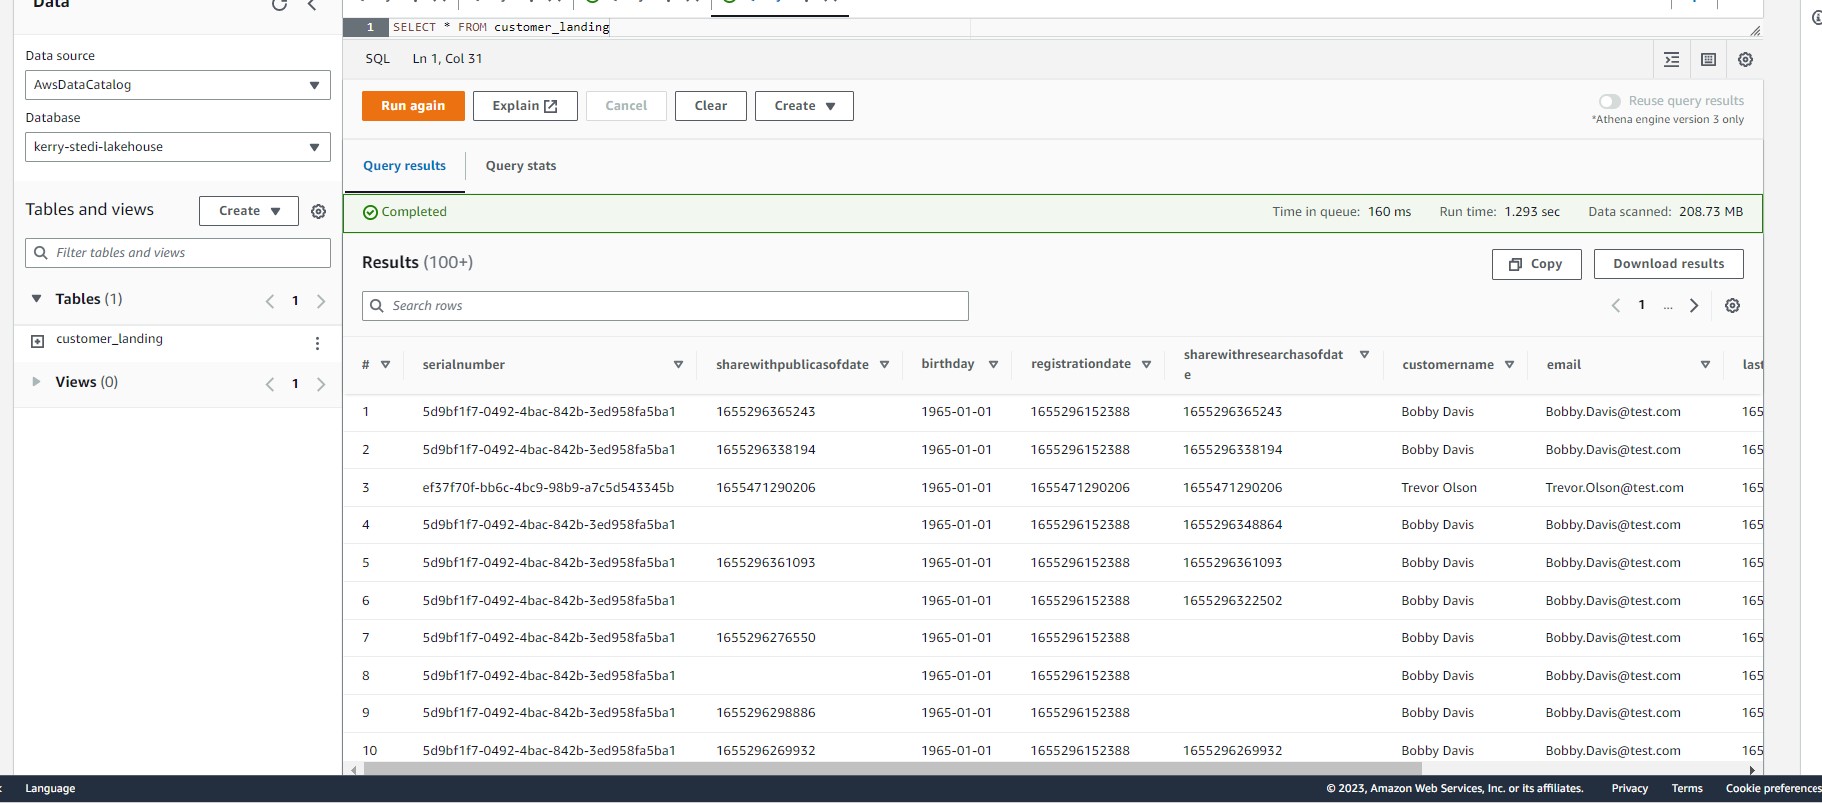 Data
Data source
AwsDataCatalog
Database
kerry-stedi-lakehouse
Tables and views
Create
Filter tables and views
Tables (1)
1
customer_landing
Views (0)
1
1 SELECT * FROM customer_landing
SQL Ln 1, Col 31
Run again Explain Cancel Clear Create
Reuse query results
*Athena engine version 3 only
Query results Query stats
Completed Time in queue: 160 ms Run time: 1.293 sec Data scanned: 208.73 MB
Results (100+) Copy Download results
Search rows 1 ...
# serialnumber sharewithpublicasofdate birthday registrationdate sharewithresearchasofdat
e customername email last
1 5d9bf1f7-0492-4bac-842b-3ed958fa5ba1 1655296365243 1965-01-01 1655296152388 1655296365243 Bobby Davis Bobby.Davis@test.com 165
2 5d9bf1f7-0492-4bac-842b-3ed958fa5ba1 1655296338194 1965-01-01 1655296152388 1655296338194 Bobby Davis Bobby.Davis@test.com 165
3 ef37f70f-bb6c-4bc9-98b9-a7c5d543345b 1655471290206 1965-01-01 1655471290206 1655471290206 Trevor Olson Trevor.Olson@test.com 165
4 5d9bf1f7-0492-4bac-842b-3ed958fa5ba1 1965-01-01 1655296152388 1655296348864 Bobby Davis Bobby.Davis@test.com 165
5 5d9bf1f7-0492-4bac-842b-3ed958fa5ba1 1655296361093 1965-01-01 1655296152388 1655296361093 Bobby Davis Bobby.Davis@test.com 165
6 5d9bf1f7-0492-4bac-842b-3ed958fa5ba1 1965-01-01 1655296152388 1655296322502 Bobby Davis Bobby.Davis@test.com 165
7 5d9bf1f7-0492-4bac-842b-3ed958fa5ba1 1655296276550 1965-01-01 1655296152388 Bobby Davis Bobby.Davis@test.com 165
8 5d9bf1f7-0492-4bac-842b-3ed958fa5ba1 1965-01-01 1655296152388 Bobby Davis Bobby.Davis@test.com 165
9 5d9bf1f7-0492-4bac-842b-3ed958fa5ba1 1655296298886 1965-01-01 1655296152388 Bobby Davis Bobby.Davis@test.com 165
10 5d9bf1f7-0492-4bac-842b-3ed958fa5ba1 1655296269932 1965-01-01 1655296152388 1655296269932 Bobby Davis Bobby.Davis@test.com 165
Language © 2023, Amazon Web Services, Inc. or its affiliates. Privacy Terms Cookie preferences